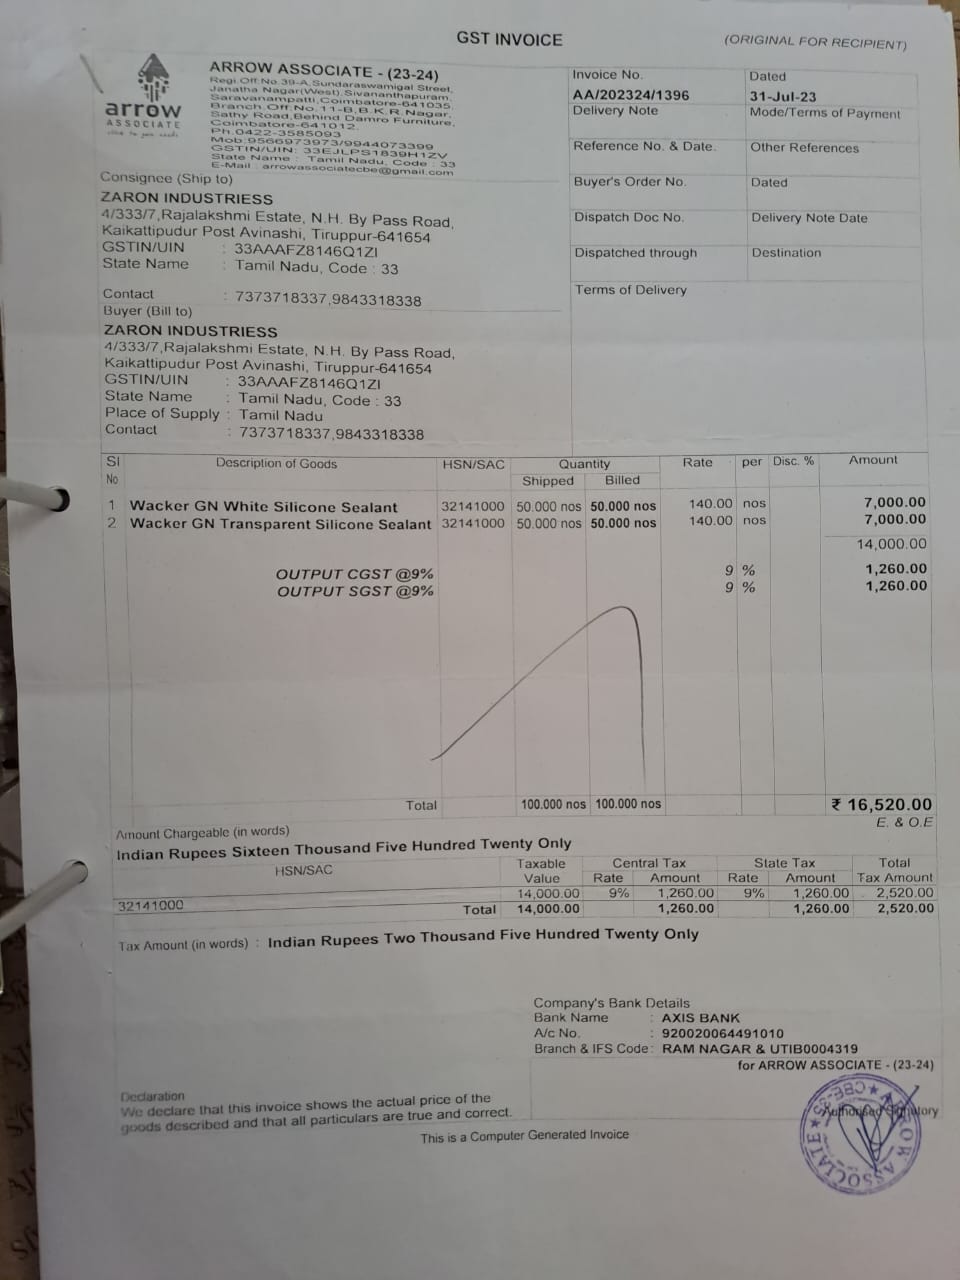 GST INVOICE
(ORIGINAL FOR RECIPIENT)
arrow
ASSOCIATE
ARROW ASSOCIATE - (23-24)
Regi.Off.No.39-A,Sundaraswamigal Street,
Janatha Nagar(West),Sivananthapuram,
Saravanampatti,Coimbatore-641035.
Branch.Off:No.11-B,B.K.R.Nagar,
Sathy Road,Behind Damro Furniture,
Coimbatore-641012.
Ph.0422-3585093
Mob:9566973973/9944073399
GSTIN/UIN: 33EJLPS1839H1ZV
State Name : Tamil Nadu, Code : 33
E-Mail : arrowassociatecbe@gmail.com
Invoice No.
AA/202324/1396
Dated
31-Jul-23
Delivery Note
Mode/Terms of Payment
Reference No. & Date.
Other References
Buyer's Order No.
Dated
Dispatch Doc No.
Delivery Note Date
Dispatched through
Destination
Terms of Delivery
Consignee (Ship to)
ZARON INDUSTRIESS
4/333/7,Rajalakshmi Estate, N.H. By Pass Road,
Kaikattipudur Post Avinashi, Tiruppur-641654
GSTIN/UIN : 33AAAFZ8146Q1ZI
State Name : Tamil Nadu, Code : 33
Contact : 7373718337,9843318338
Buyer (Bill to)
ZARON INDUSTRIESS
4/333/7,Rajalakshmi Estate, N.H. By Pass Road,
Kaikattipudur Post Avinashi, Tiruppur-641654
GSTIN/UIN : 33AAAFZ8146Q1ZI
State Name : Tamil Nadu, Code : 33
Place of Supply : Tamil Nadu
Contact : 7373718337,9843318338
Sl No Description of Goods HSN/SAC Quantity Rate per Disc. % Amount
Shipped Billed
1 Wacker GN White Silicone Sealant 32141000 50.000 nos 50.000 nos 140.00 nos 7,000.00
2 Wacker GN Transparent Silicone Sealant 32141000 50.000 nos 50.000 nos 140.00 nos 7,000.00
14,000.00
OUTPUT CGST @9% 9 % 1,260.00
OUTPUT SGST @9% 9 % 1,260.00
Total 100.000 nos 100.000 nos ₹ 16,520.00
Amount Chargeable (in words) E. & O.E
Indian Rupees Sixteen Thousand Five Hundred Twenty Only
HSN/SAC Taxable Value Central Tax State Tax Total Tax Amount
Rate Amount Rate Amount
32141000 14,000.00 9% 1,260.00 9% 1,260.00 2,520.00
Total 14,000.00 1,260.00 1,260.00 2,520.00
Tax Amount (in words) : Indian Rupees Two Thousand Five Hundred Twenty Only
Company's Bank Details
Bank Name : AXIS BANK
A/c No. : 920020064491010
Branch & IFS Code : RAM NAGAR & UTIB0004319
for ARROW ASSOCIATE - (23-24)
Declaration
We declare that this invoice shows the actual price of the
goods described and that all particulars are true and correct.
Authorised Signatory
ARROW ASSOCIATE ★ CBE-35 ★
This is a Computer Generated Invoice